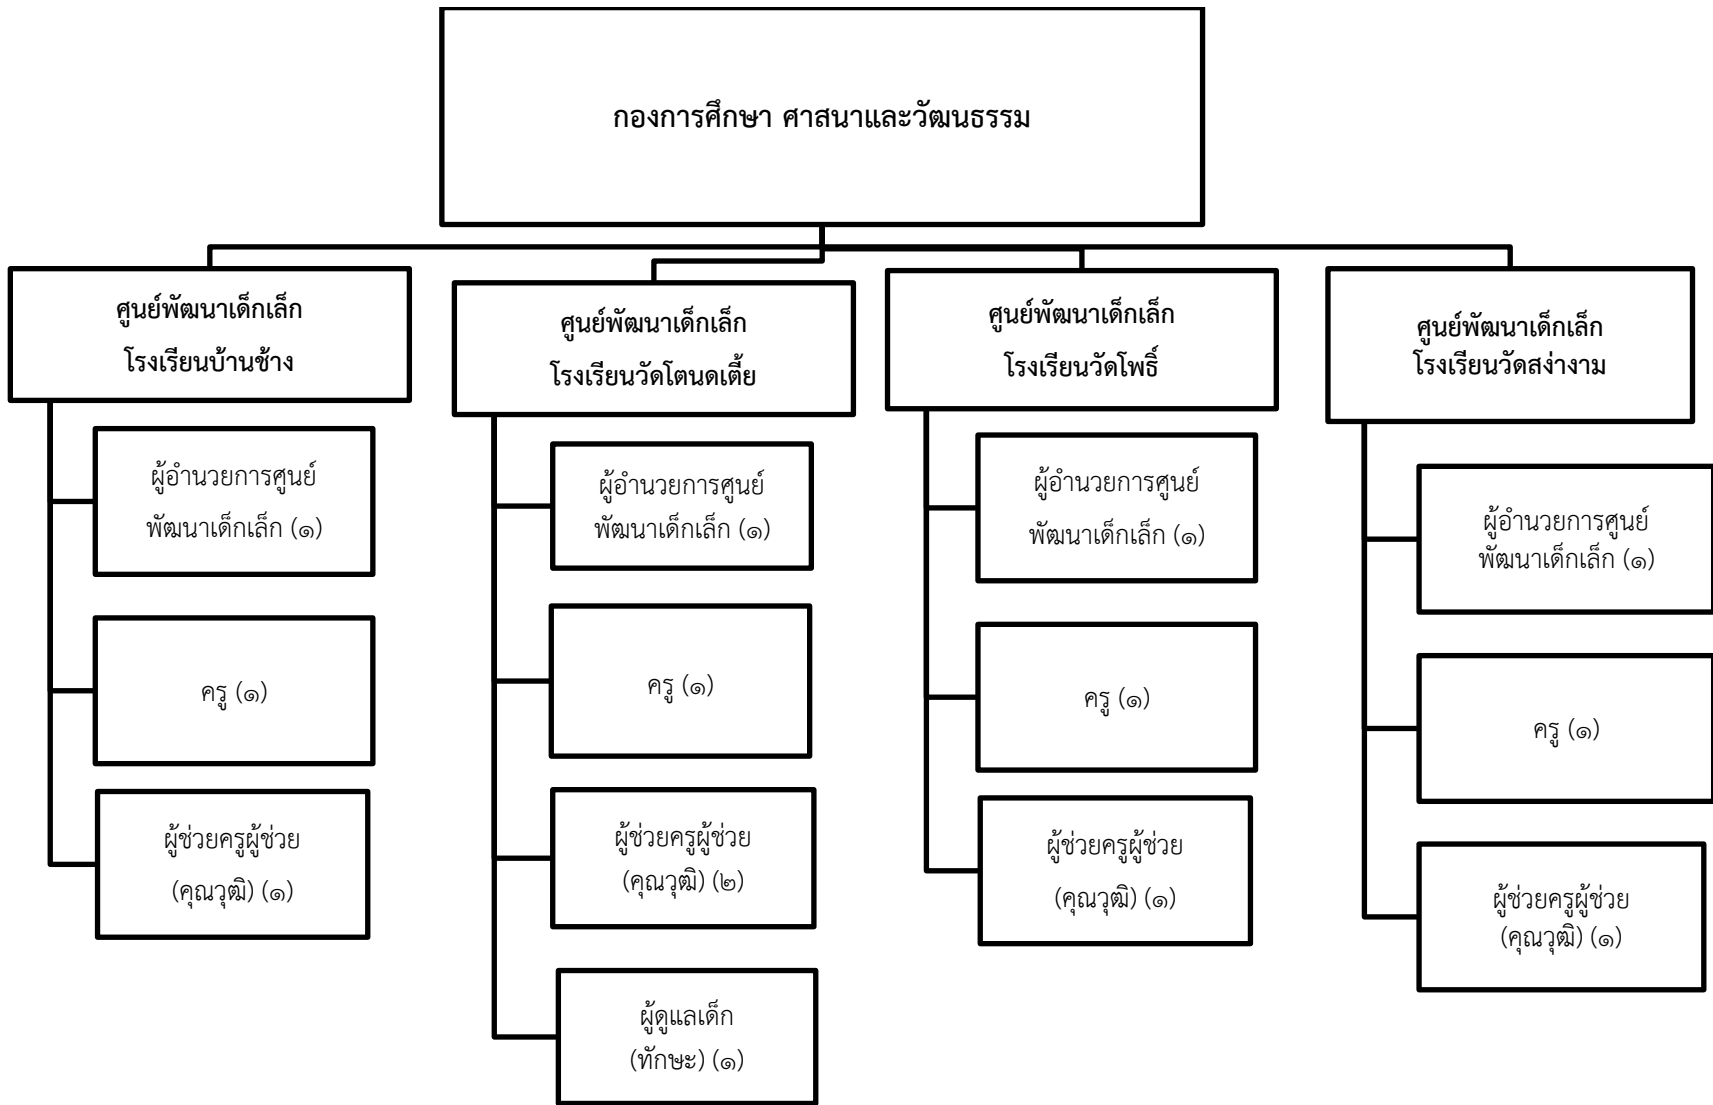 กองการศึกษา ศาสนาและวัฒนธรรม
ศูนย์พัฒนาเด็กเล็ก
โรงเรียนบ้านช้าง
ผู้อำนวยการศูนย์
พัฒนาเด็กเล็ก (๑)
ครู (๑)
ผู้ช่วยครูผู้ช่วย
(คุณวุฒิ) (๑)
ศูนย์พัฒนาเด็กเล็ก
โรงเรียนวัดโตนดเตี้ย
ผู้อำนวยการศูนย์
พัฒนาเด็กเล็ก (๑)
ครู (๑)
ผู้ช่วยครูผู้ช่วย
(คุณวุฒิ) (๒)
ผู้ดูแลเด็ก
(ทักษะ) (๑)
ศูนย์พัฒนาเด็กเล็ก
โรงเรียนวัดโพธิ์
ผู้อำนวยการศูนย์
พัฒนาเด็กเล็ก (๑)
ครู (๑)
ผู้ช่วยครูผู้ช่วย
(คุณวุฒิ) (๑)
ศูนย์พัฒนาเด็กเล็ก
โรงเรียนวัดสง่างาม
ผู้อำนวยการศูนย์
พัฒนาเด็กเล็ก (๑)
ครู (๑)
ผู้ช่วยครูผู้ช่วย
(คุณวุฒิ) (๑)